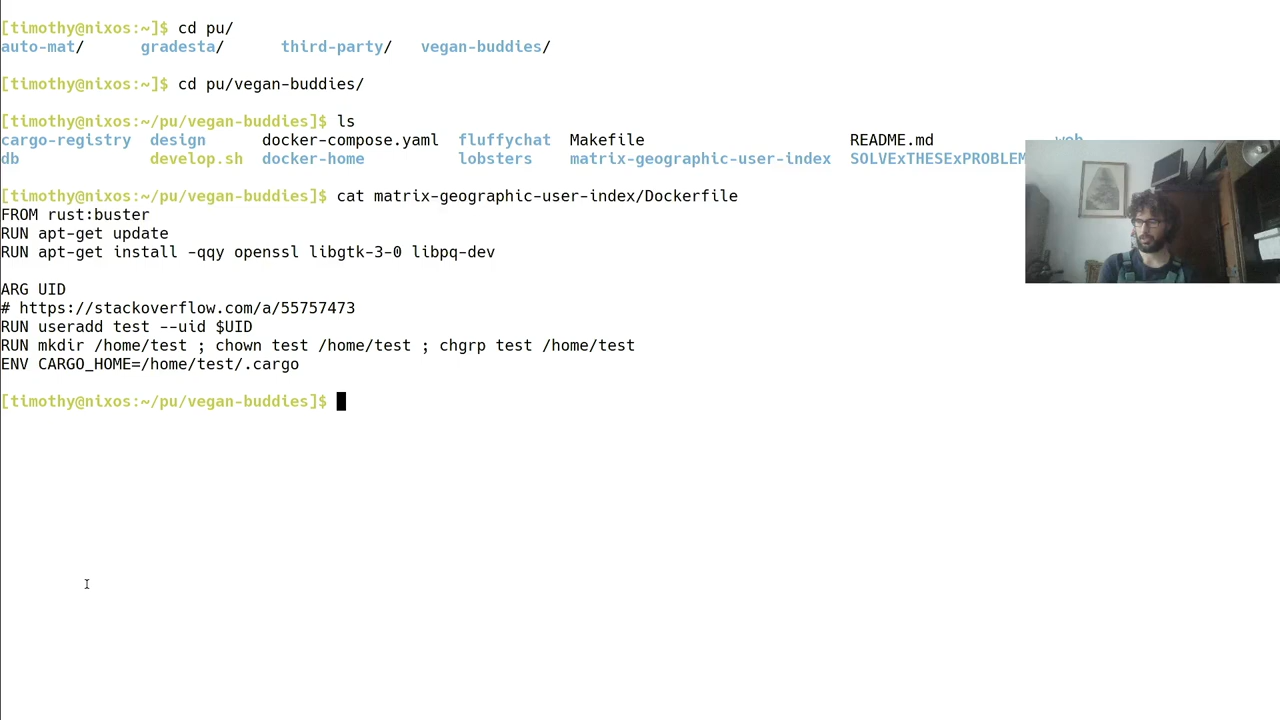 [timothy@nixos:~]$ cd pu/
auto-mat/      gradesta/      third-party/   vegan-buddies/
[timothy@nixos:~]$ cd pu/vegan-buddies/
[timothy@nixos:~/pu/vegan-buddies]$ ls
cargo-registry  design      docker-compose.yaml  fluffychat  Makefile                      README.md             web
db              develop.sh  docker-home          lobsters    matrix-geographic-user-index  SOLVExTHESExPROBLEM
[timothy@nixos:~/pu/vegan-buddies]$ cat matrix-geographic-user-index/Dockerfile
FROM rust:buster
RUN apt-get update
RUN apt-get install -qqy openssl libgtk-3-0 libpq-dev
ARG UID
# https://stackoverflow.com/a/55757473
RUN useradd test --uid $UID
RUN mkdir /home/test ; chown test /home/test ; chgrp test /home/test
ENV CARGO_HOME=/home/test/.cargo
[timothy@nixos:~/pu/vegan-buddies]$